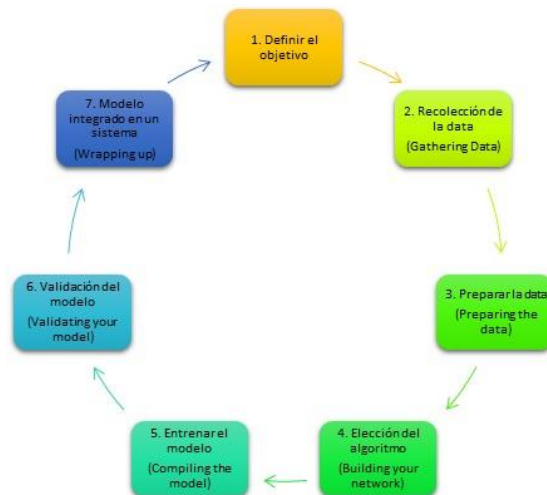 1. Definir el
objetivo
2. Recolección de
la data
(Gathering Data)
3. Preparar la data
(Preparing the
data)
4. Elección del
algoritmo
(Building your
network)
5. Entrenar el
modelo
(Compiling the
model)
6. Validación del
modelo
(Validating your
model)
7. Modelo
integrado en un
sistema
(Wrapping up)